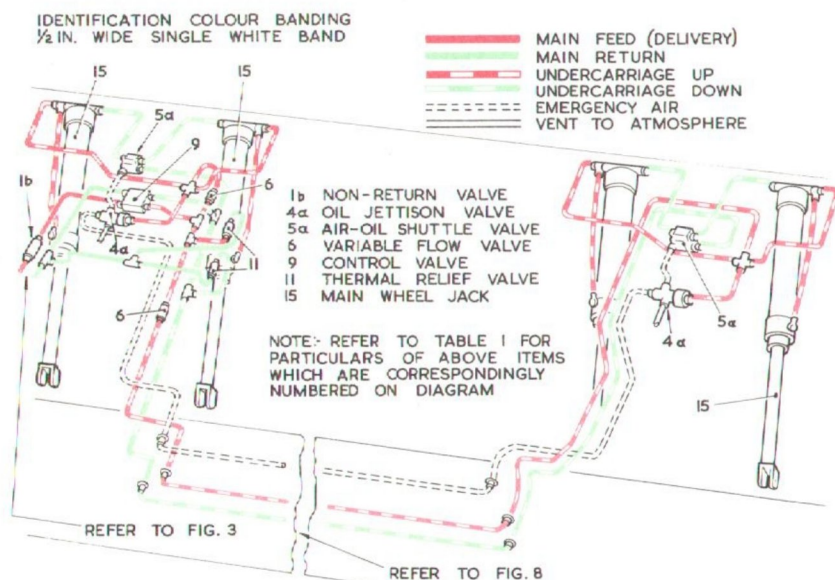 IDENTIFICATION COLOUR BANDING
½ IN. WIDE SINGLE WHITE BAND
MAIN FEED (DELIVERY)
MAIN RETURN
UNDERCARRIAGE UP
UNDERCARRIAGE DOWN
EMERGENCY AIR
VENT TO ATMOSPHERE
15
15
5a
9
6
1b
4a
11
6
1b NON-RETURN VALVE
4a OIL JETTISON VALVE
5a AIR-OIL SHUTTLE VALVE
6 VARIABLE FLOW VALVE
9 CONTROL VALVE
11 THERMAL RELIEF VALVE
15 MAIN WHEEL JACK
NOTE:- REFER TO TABLE 1 FOR
PARTICULARS OF ABOVE ITEMS
WHICH ARE CORRESPONDINGLY
NUMBERED ON DIAGRAM
5a
4a
15
REFER TO FIG. 3
REFER TO FIG. 8